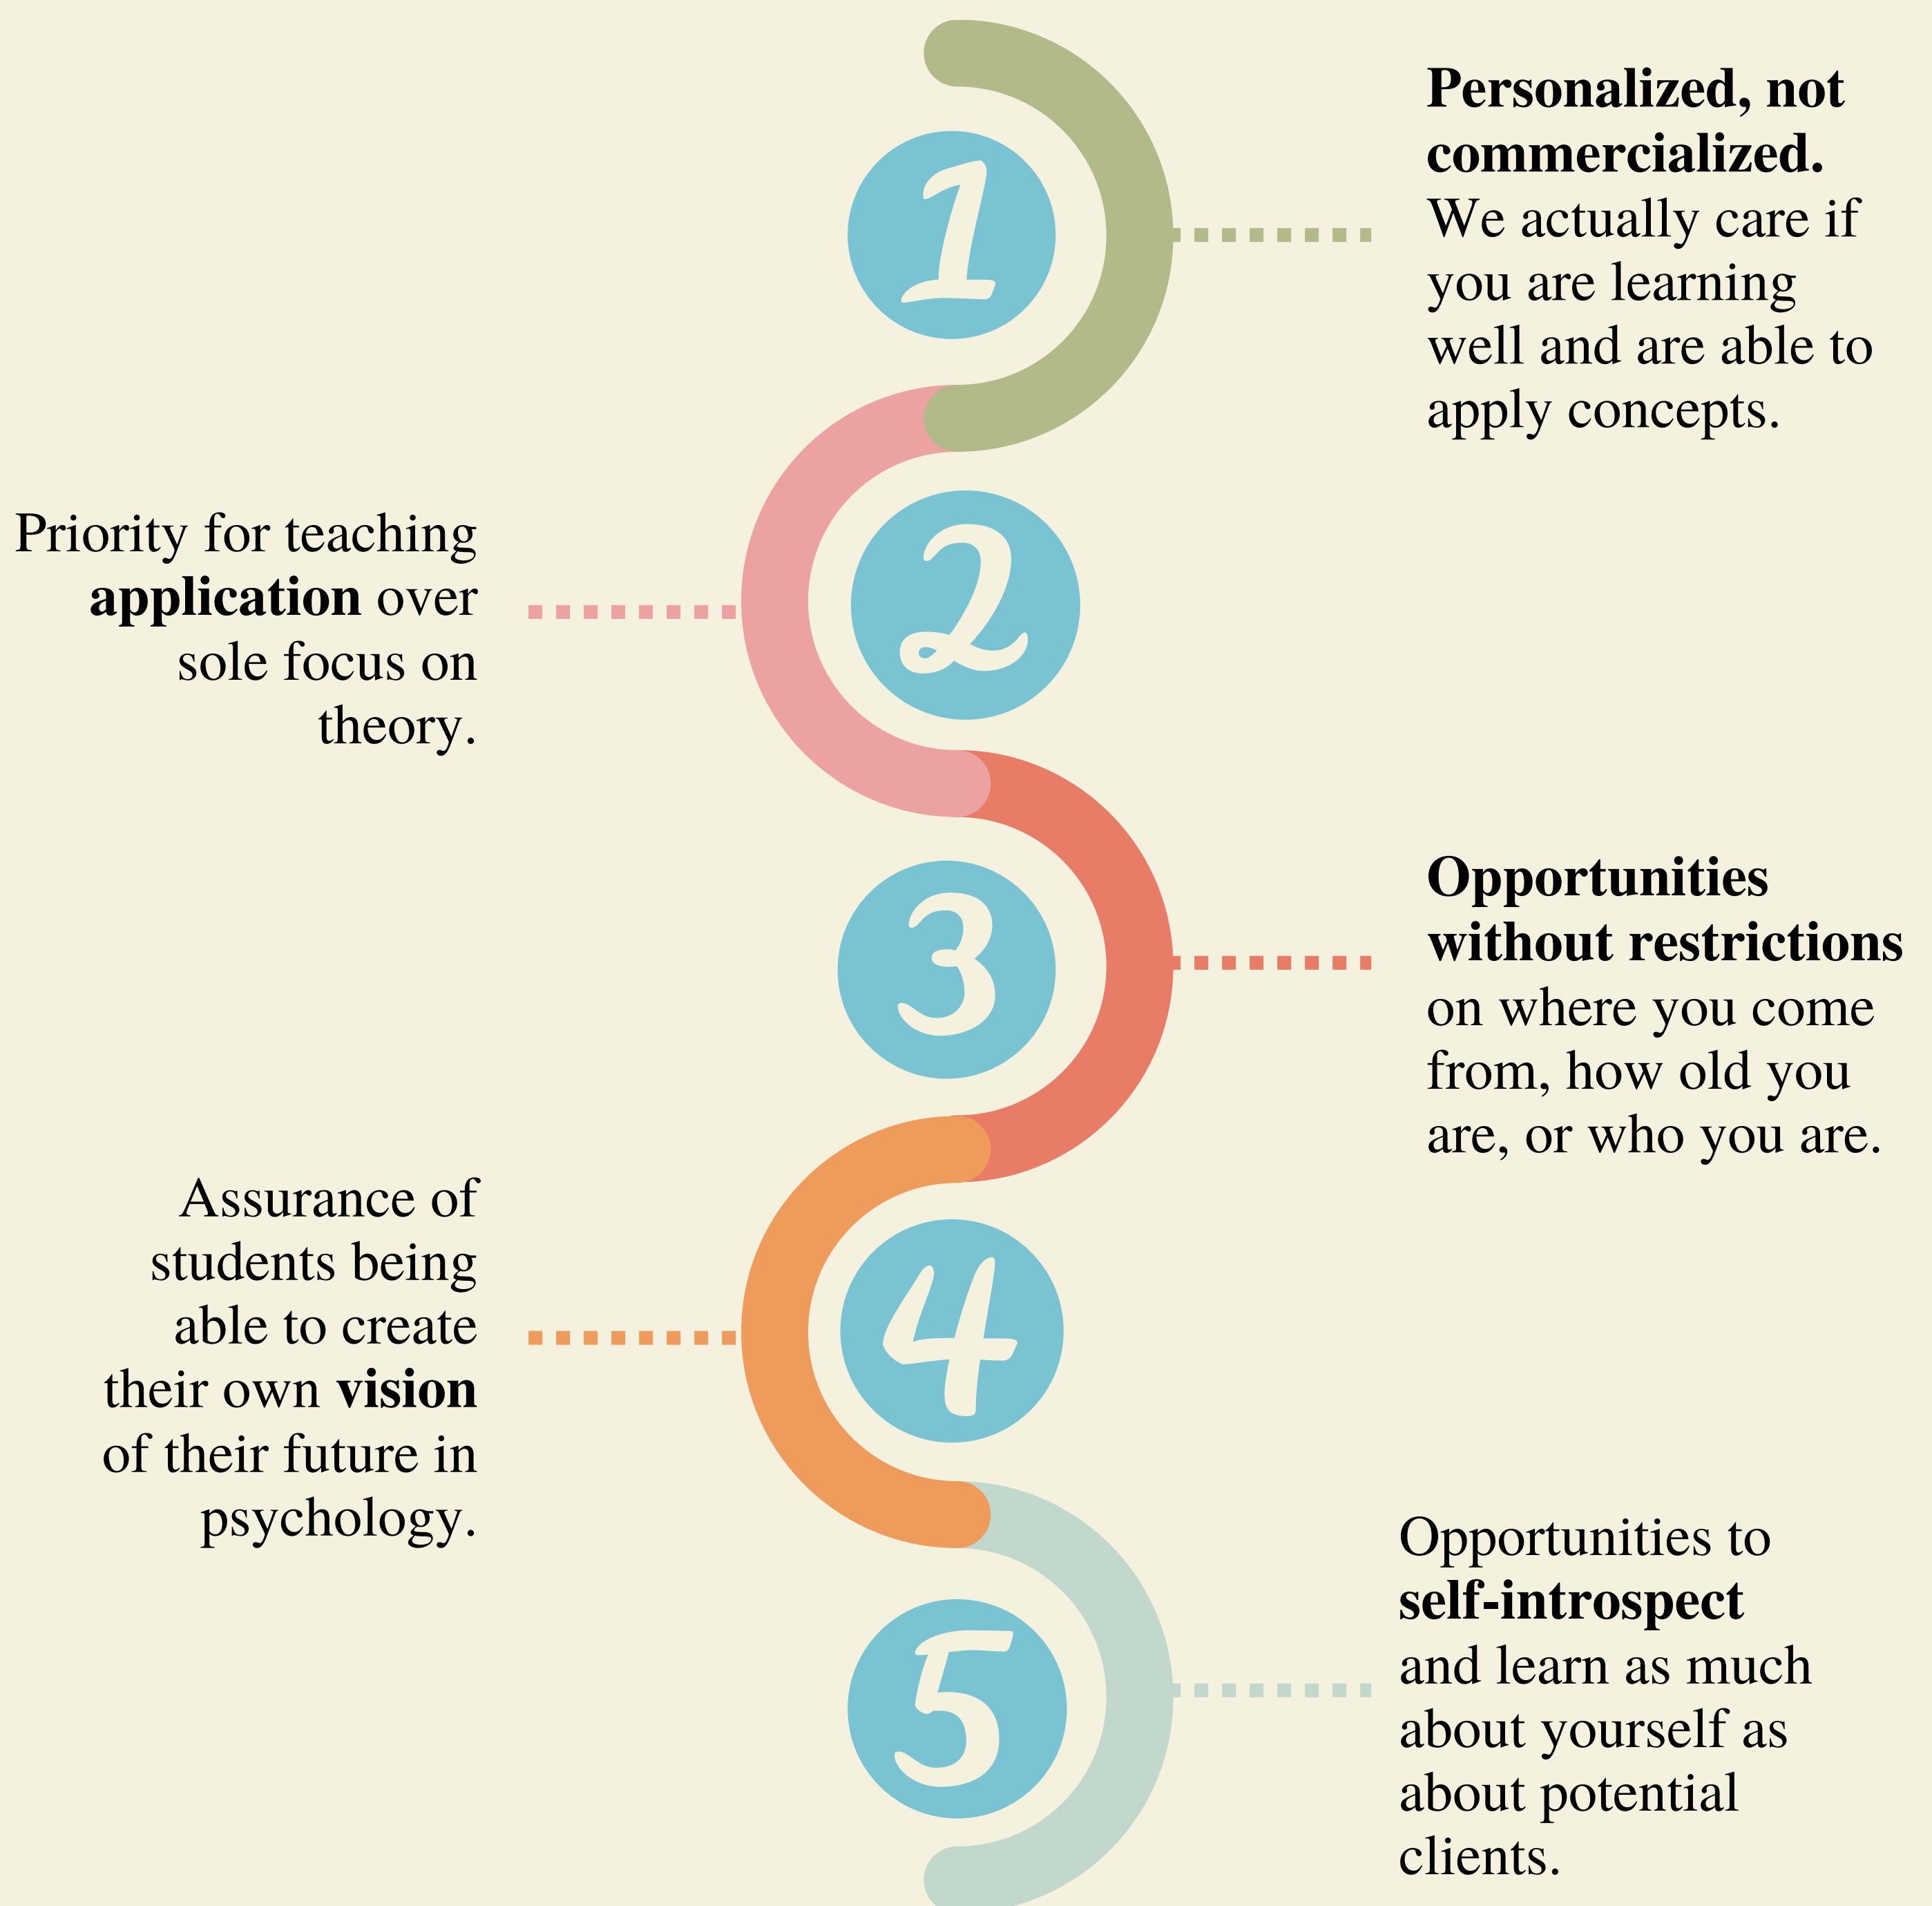 1
Personalized, not
commercialized.
We actually care if
you are learning
well and are able to
apply concepts.
2
Priority for teaching
application over
sole focus on
theory.
3
Opportunities
without restrictions
on where you come
from, how old you
are, or who you are.
4
Assurance of
students being
able to create
their own vision
of their future in
psychology.
5
Opportunities to
self-introspect
and learn as much
about yourself as
about potential
clients.